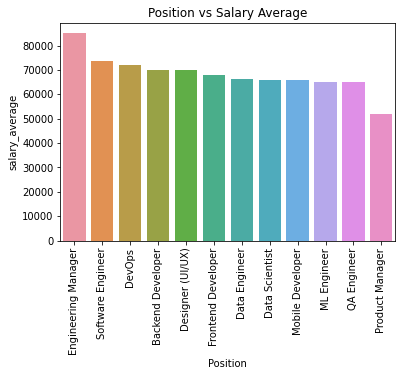 Position vs Salary Average
salary_average
80000
70000
60000
50000
40000
30000
20000
10000
0
Engineering Manager
Software Engineer
DevOps
Backend Developer
Designer (UI/UX)
Frontend Developer
Data Engineer
Data Scientist
Mobile Developer
ML Engineer
QA Engineer
Product Manager
Position